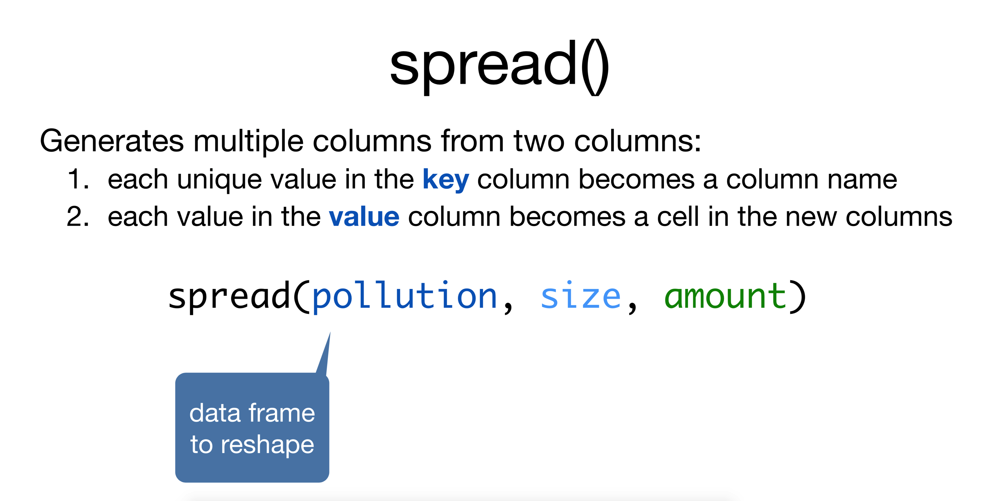 spread()
Generates multiple columns from two columns:
1. each unique value in the key column becomes a column name
2. each value in the value column becomes a cell in the new columns
spread(pollution, size, amount)
data frame
to reshape